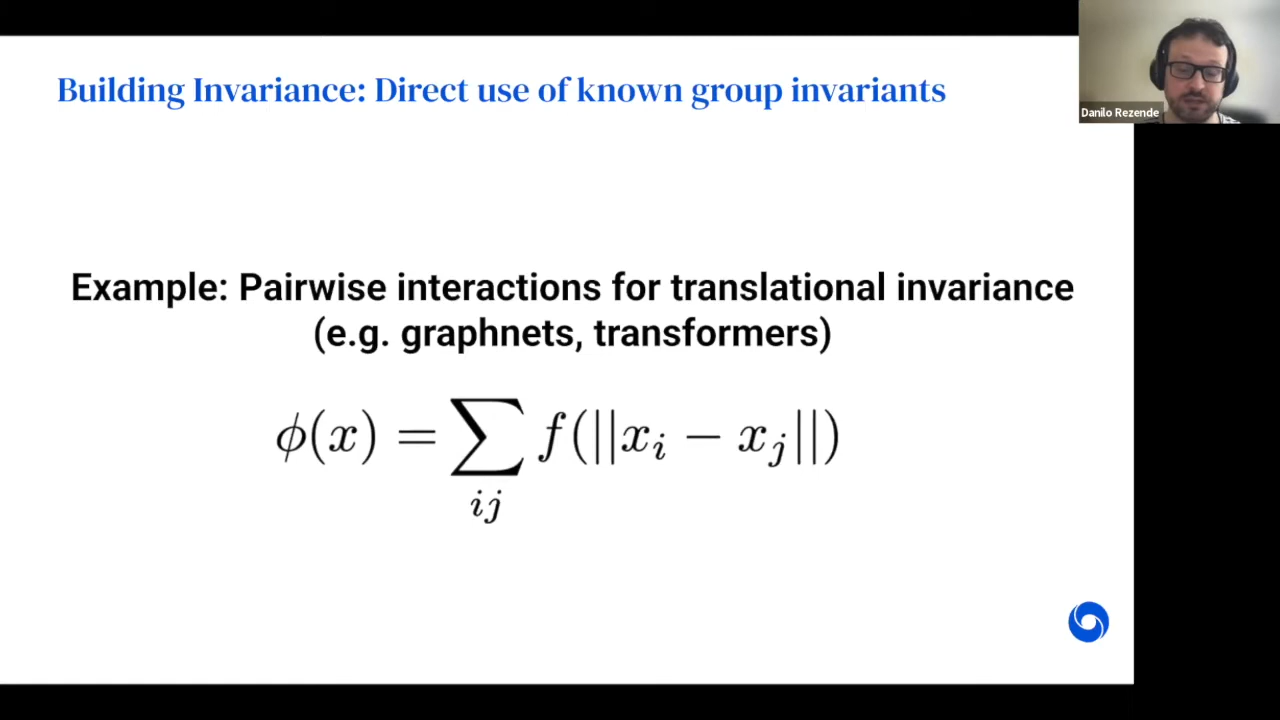 Building Invariance: Direct use of known group invariants
Danilo Rezende
Example: Pairwise interactions for translational invariance
(e.g. graphnets, transformers)
ϕ(x) = ∑ f(||x_i − x_j||)
ij